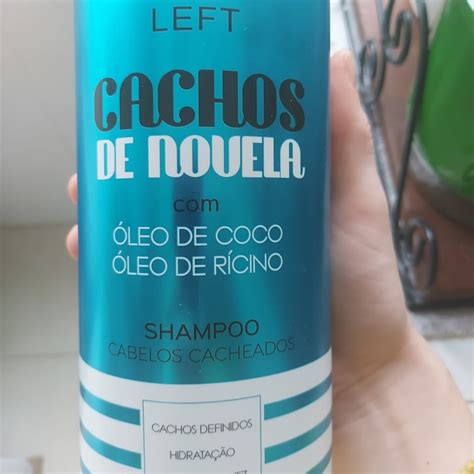 LEFT
CACHOS
DE NOVELA
com
ÓLEO DE COCO
ÓLEO DE RÍCINO
SHAMPOO
CABELOS CACHEADOS
CACHOS DEFINIDOS
HIDRATAÇÃO